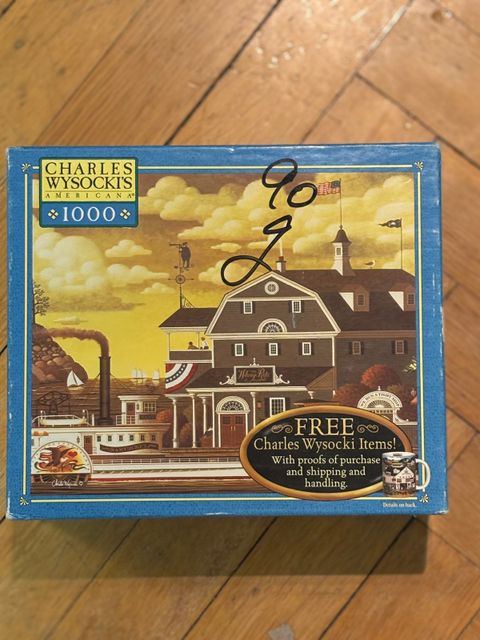 CHARLES
WYSOCKI'S
AMERICANA
1000
90
g
FREE
Charles Wysocki Items!
With proofs of purchase
and shipping and
handling.
Details on back.